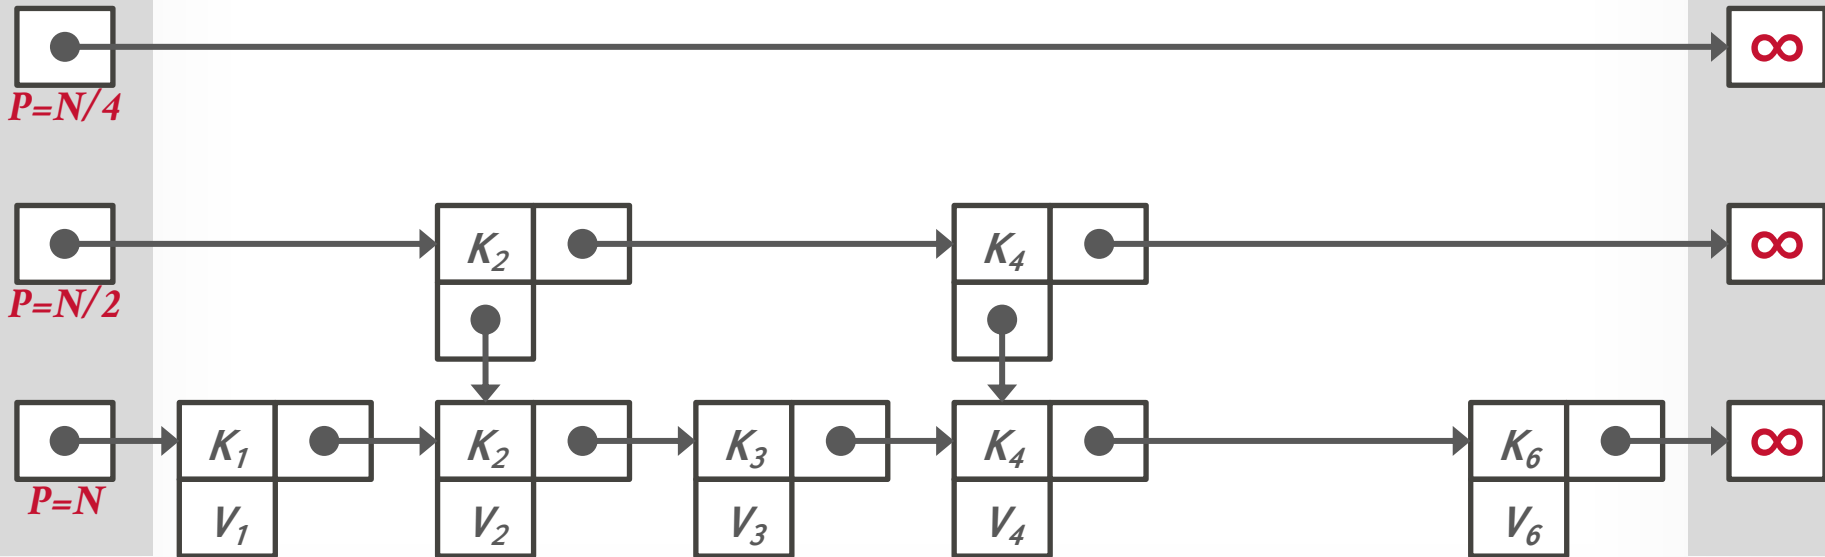 ∞
P=N/4
K2 K4 ∞
P=N/2
K1 K2 K3 K4 K6 ∞
P=N
V1 V2 V3 V4 V6